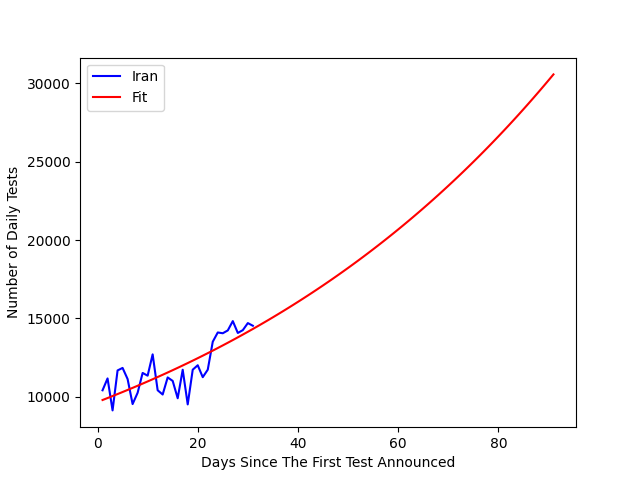 Iran
Fit
30000
25000
20000
15000
10000
Number of Daily Tests
0 20 40 60 80
Days Since The First Test Announced